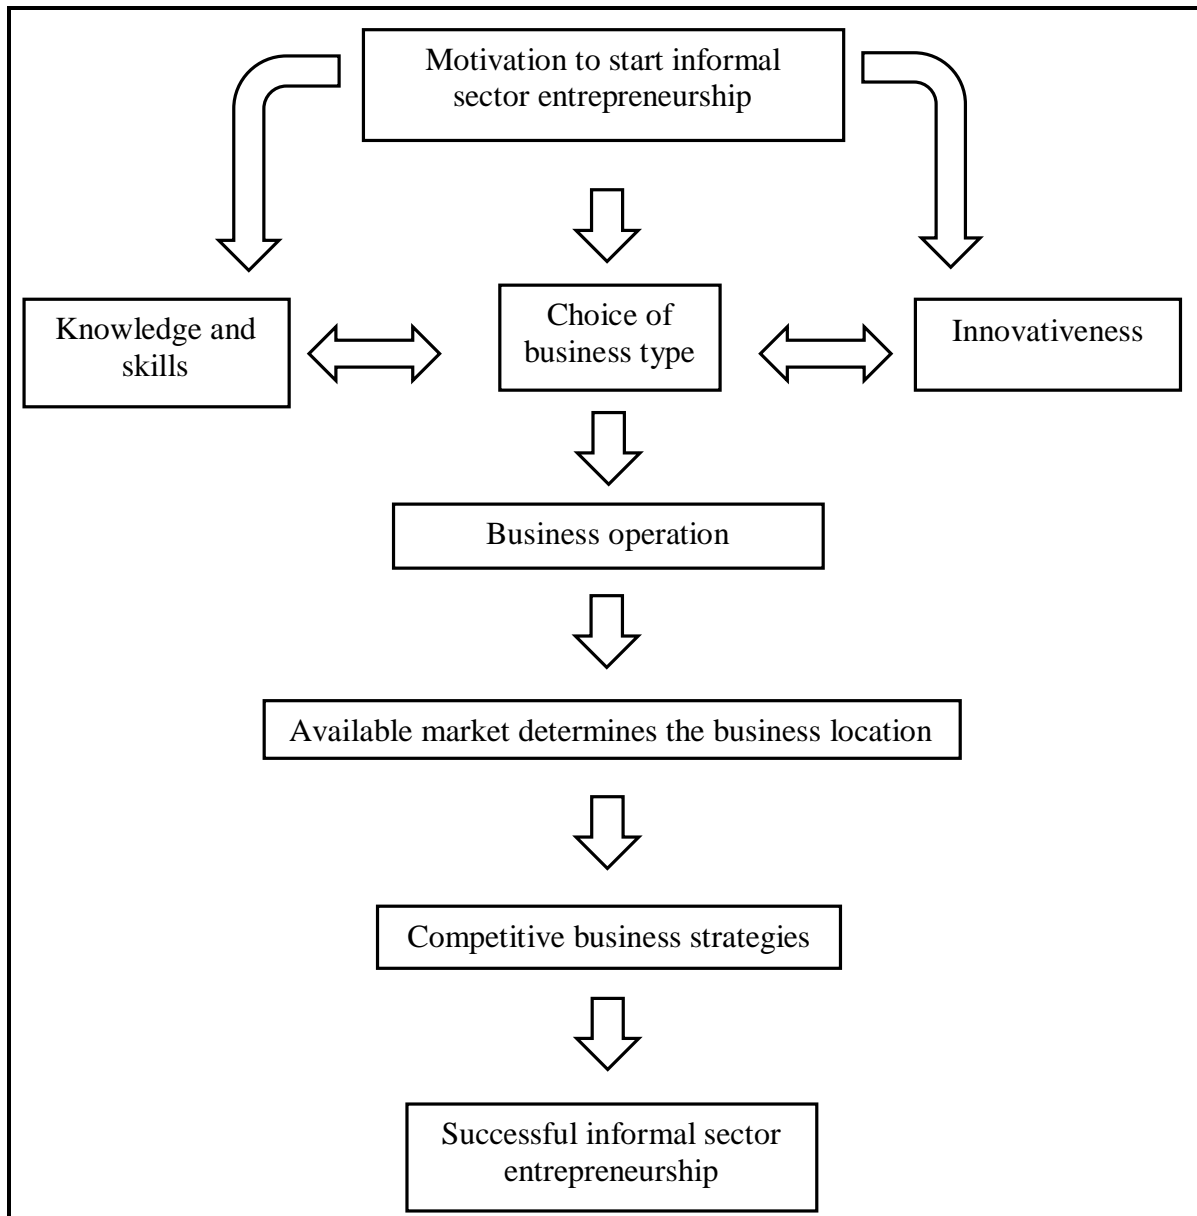 Motivation to start informal
sector entrepreneurship
Knowledge and
skills
Choice of
business type
Innovativeness
Business operation
Available market determines the business location
Competitive business strategies
Successful informal sector
entrepreneurship